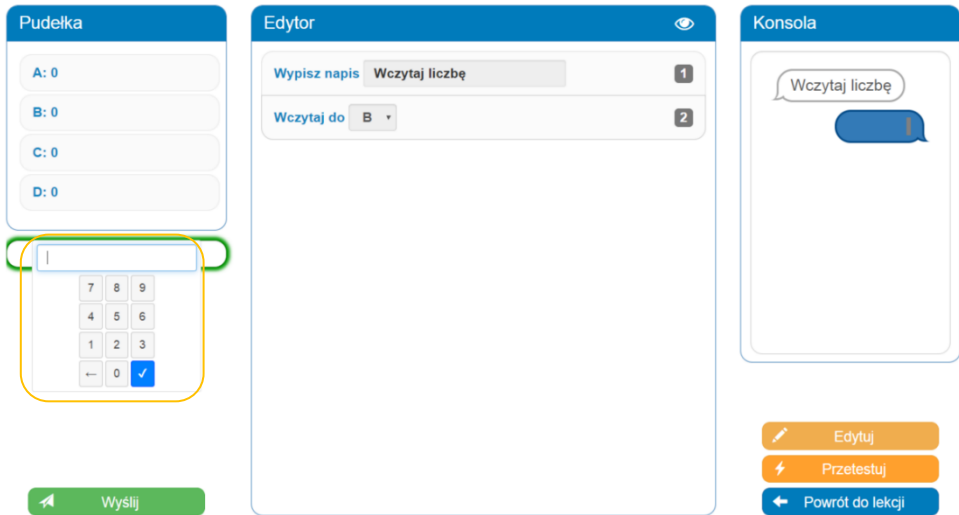 Pudełka
A: 0
B: 0
C: 0
D: 0
7 8 9
4 5 6
1 2 3
← 0 ✓
Wyślij
Edytor
Wypisz napis Wczytaj liczbę 1
Wczytaj do B 2
Konsola
Wczytaj liczbę
Edytuj
Przetestuj
Powrót do lekcji